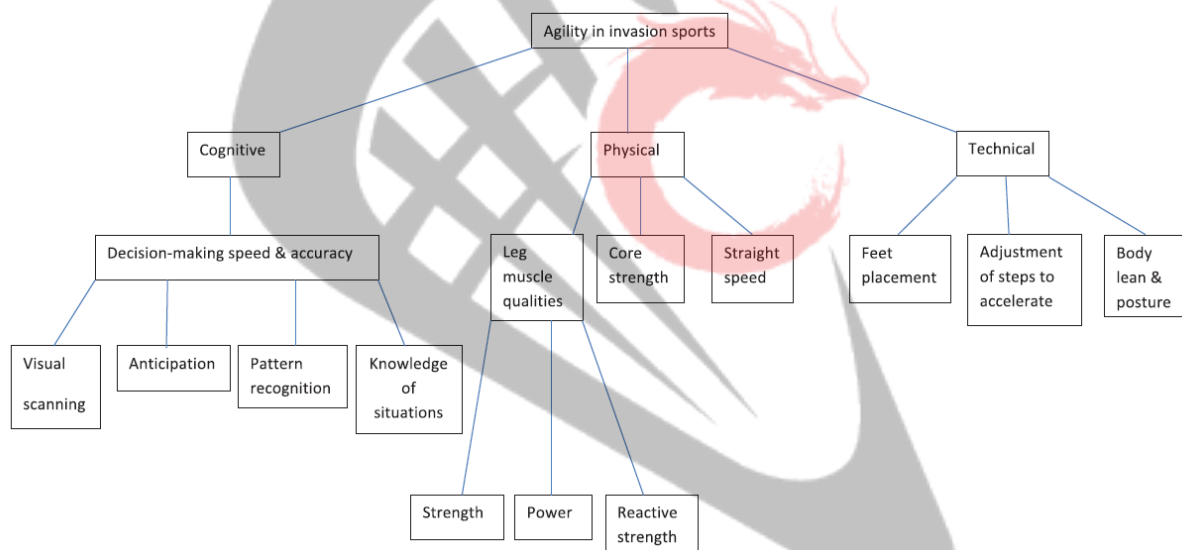 Agility in invasion sports
Cognitive
Physical
Technical
Decision-making speed & accuracy
Leg
muscle
qualities
Core
strength
Straight
speed
Feet
placement
Adjustment
of steps to
accelerate
Body
lean &
posture
Visual
scanning
Anticipation
Pattern
recognition
Knowledge
of
situations
Strength
Power
Reactive
strength